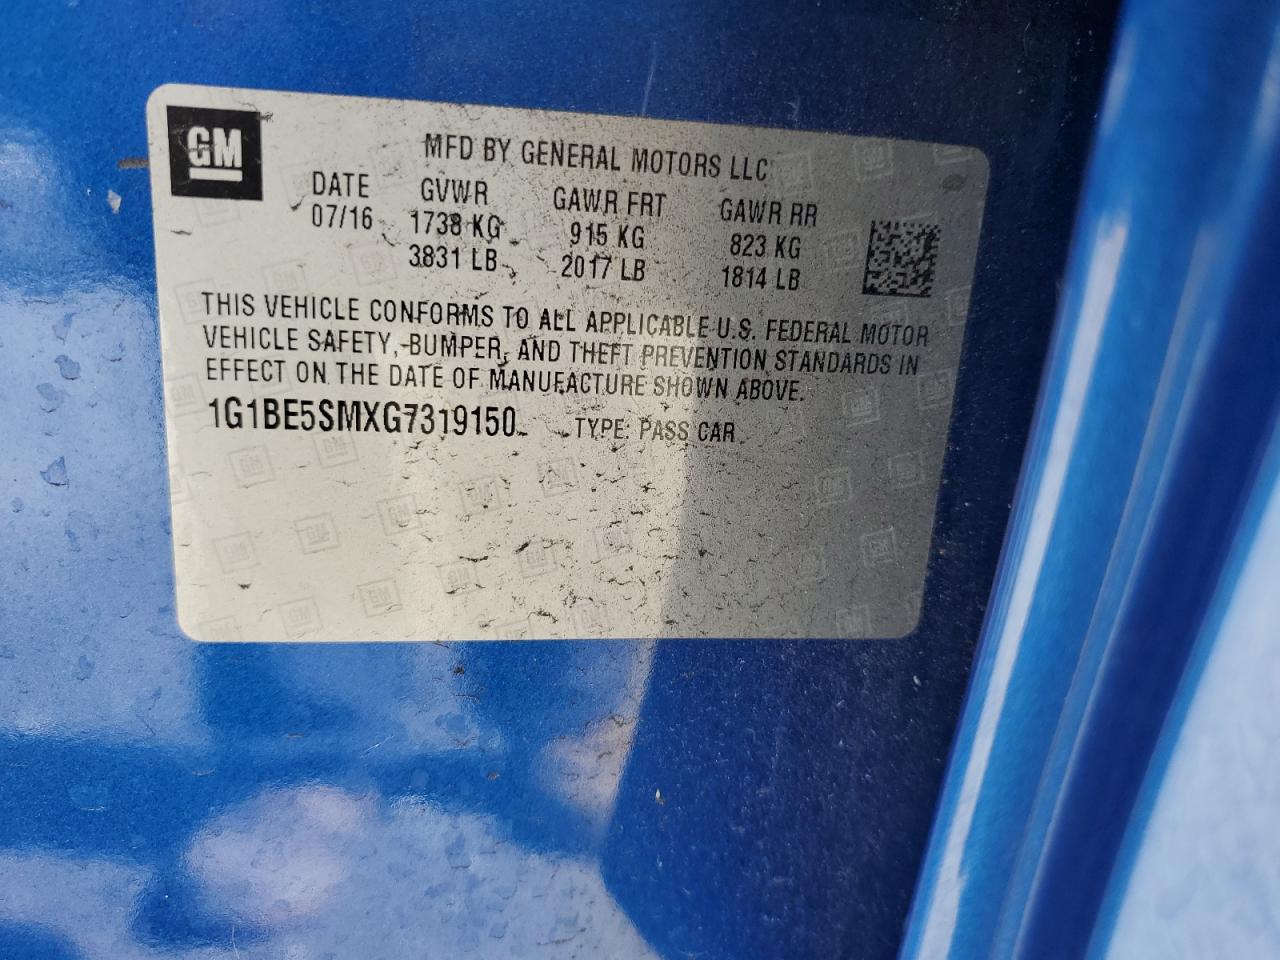 GM
MFD BY GENERAL MOTORS LLC
DATE GVWR GAWR FRT GAWR RR
07/16 1738 KG 915 KG 823 KG
3831 LB 2017 LB 1814 LB
THIS VEHICLE CONFORMS TO ALL APPLICABLE U.S. FEDERAL MOTOR
VEHICLE SAFETY, BUMPER, AND THEFT PREVENTION STANDARDS IN
EFFECT ON THE DATE OF MANUFACTURE SHOWN ABOVE.
1G1BE5SMXG7319150 TYPE: PASS CAR